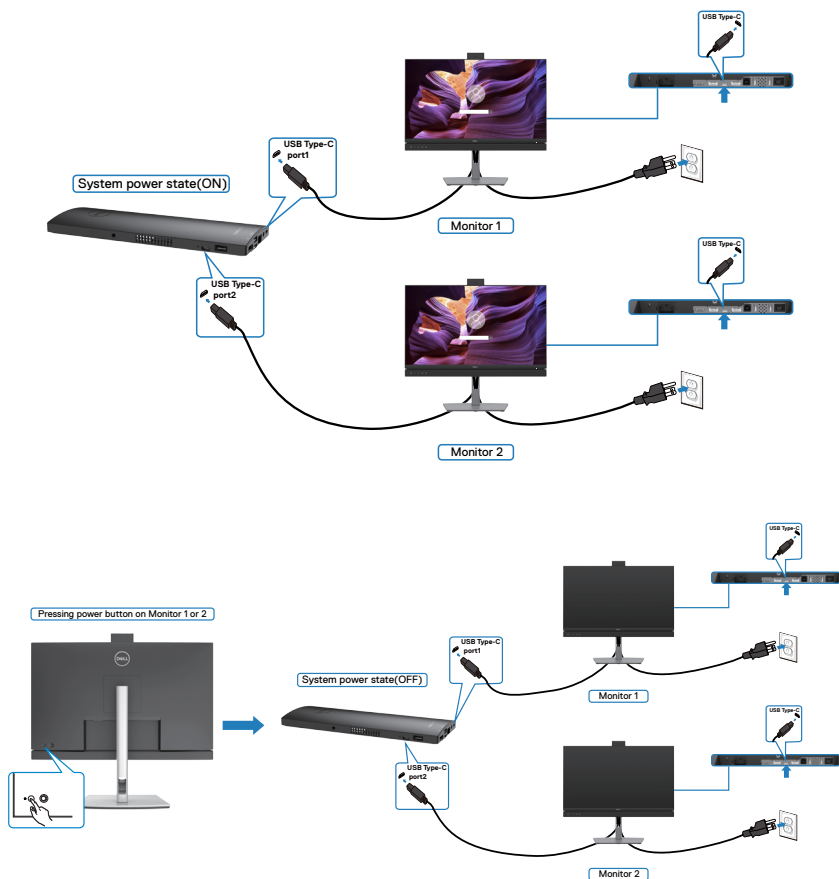 USB Type-C
USB Type-C
port1
System power state(ON)
Monitor 1
USB Type-C
USB Type-C
port2
Monitor 2
USB Type-C
Pressing power button on Monitor 1 or 2
DELL
USB Type-C
port1
System power state(OFF)
Monitor 1
USB Type-C
USB Type-C
port2
Monitor 2